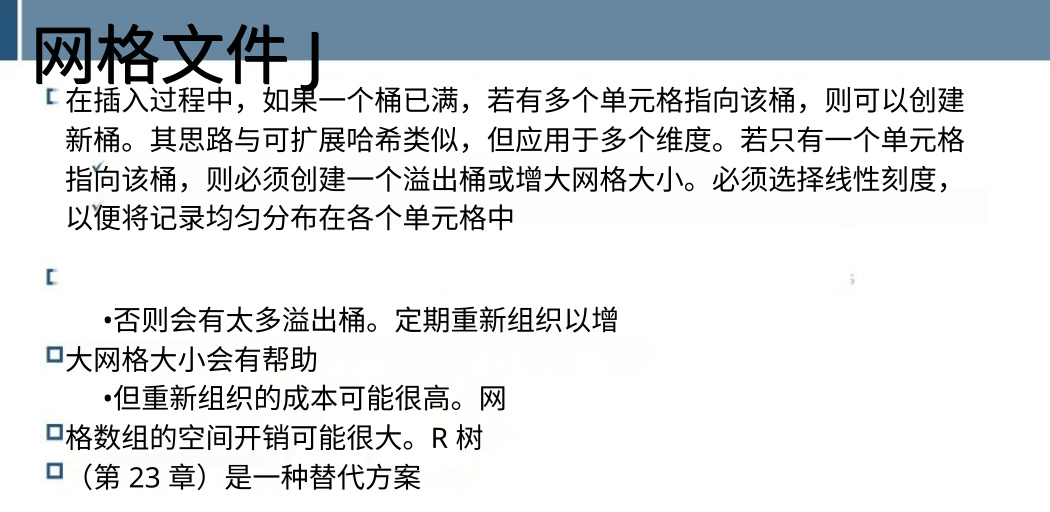 网格文件 J
在插入过程中，如果一个桶已满，若有多个单元格指向该桶，则可以创建
新桶。其思路与可扩展哈希类似，但应用于多个维度。若只有一个单元格
指向该桶，则必须创建一个溢出桶或增大网格大小。必须选择线性刻度，
以便将记录均匀分布在各个单元格中
•否则会有太多溢出桶。定期重新组织以增
大网格大小会有帮助
•但重新组织的成本可能很高。网
格数组的空间开销可能很大。R 树
（第 23 章）是一种替代方案